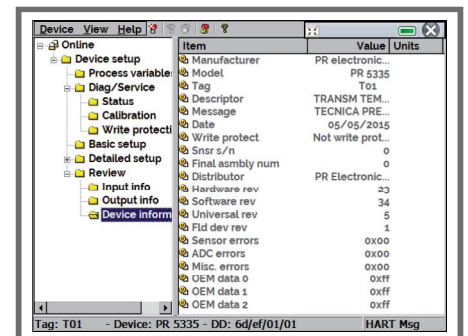 Device View Help
Online
Device setup
Process variable
Diag/Service
Status
Calibration
Write protecti
Basic setup
Detailed setup
Review
Input info
Output info
Device inform
Item Value Units
Manufacturer PR electronic...
Model PR 5335
Tag T01
Descriptor TRANSM TEM...
Message TECNICA PRE...
Date 05/05/2015
Write protect Not write prot...
Snsr s/n 0
Final asmbly num 0
Distributor PR Electronic...
Hardware rev 23
Software rev 34
Universal rev 5
Fld dev rev 1
Sensor errors 0x00
ADC errors 0x00
Misc. errors 0x00
OEM data 0 0xff
OEM data 1 0xff
OEM data 2 0xff
Tag: T01 - Device: PR 5335 - DD: 6d/ef/01/01 HART Msg